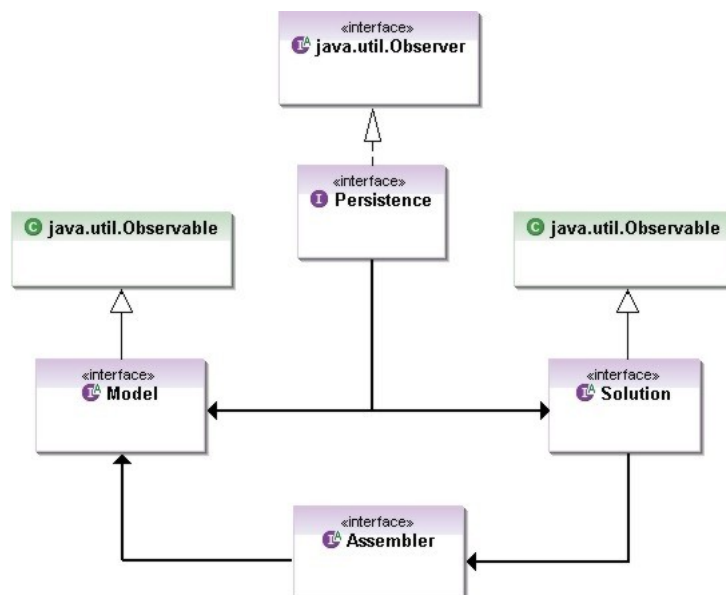 «interface»
java.util.Observer
«interface»
Persistence
java.util.Observable
java.util.Observable
«interface»
Model
«interface»
Solution
«interface»
Assembler